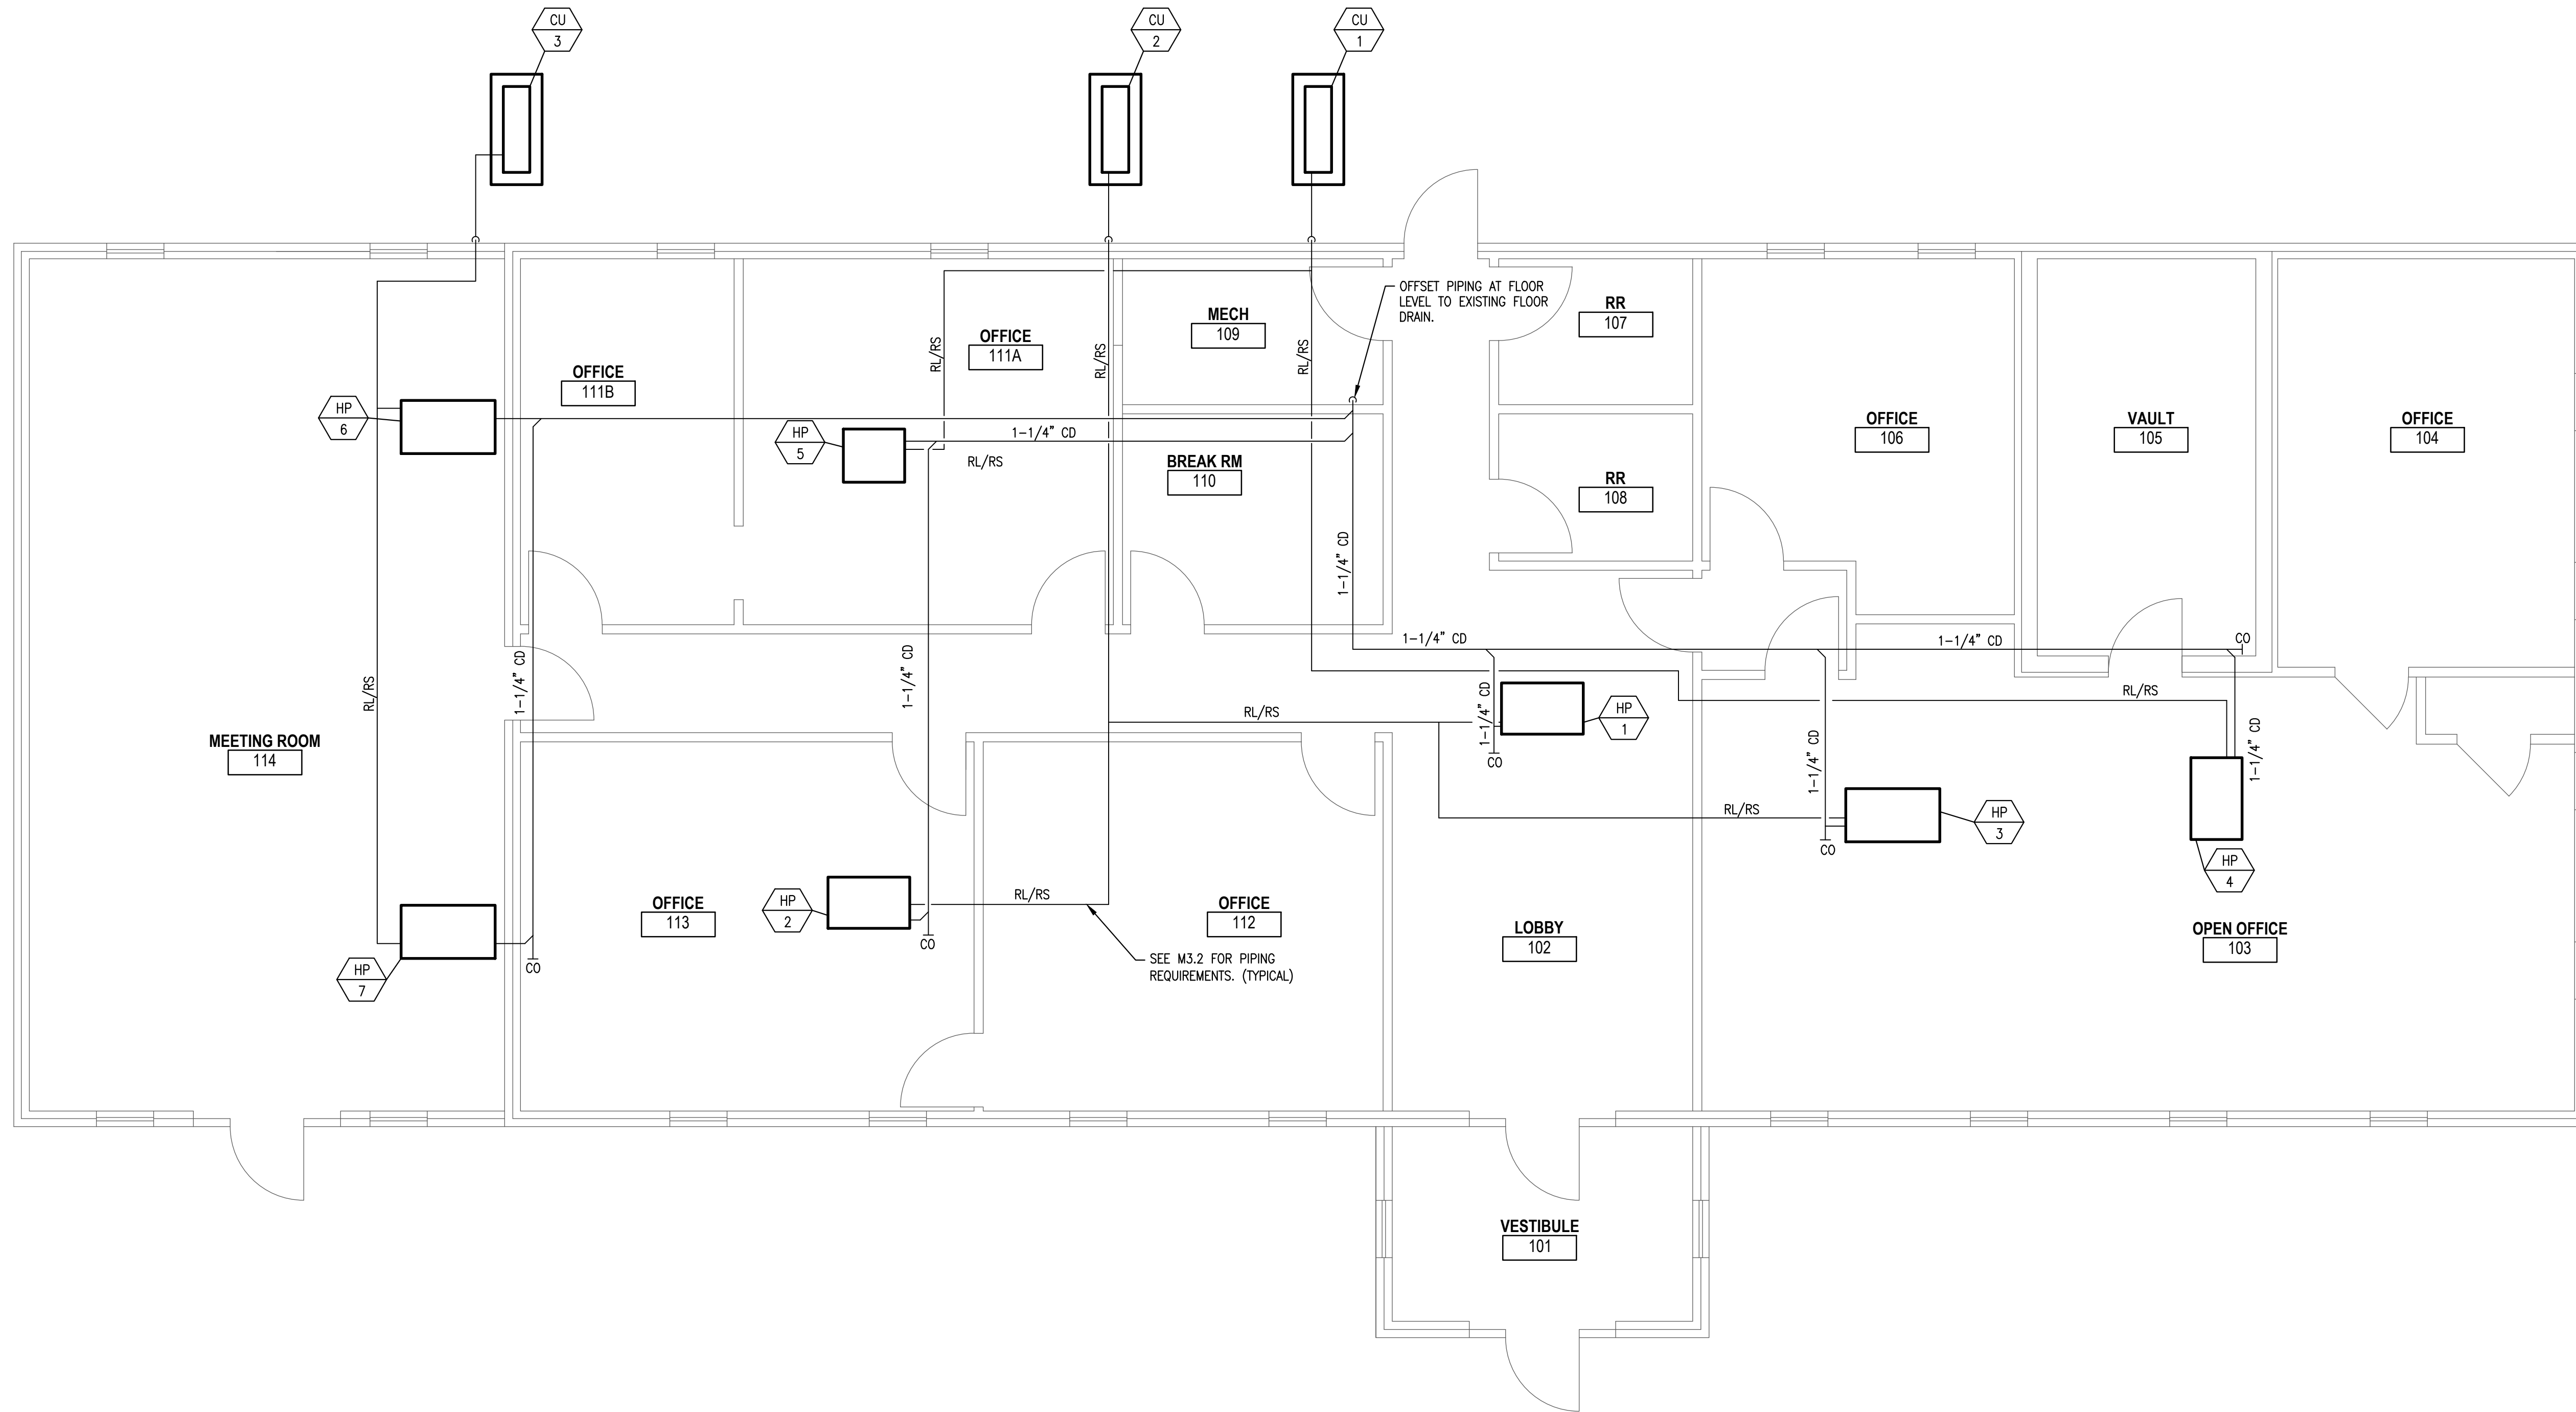 CU
3
CU
2
CU
1
OFFSET PIPING AT FLOOR
LEVEL TO EXISTING FLOOR
DRAIN.
RR
107
MECH
109
OFFICE
111A
RL/RS
RL/RS
RL/RS
OFFICE
111B
HP
6
HP
5
1-1/4" CD
RL/RS
BREAK RM
110
OFFICE
106
VAULT
105
OFFICE
104
RR
108
1-1/4" CD
1-1/4" CD
1-1/4" CD
CO
RL/RS
1-1/4" CD
1-1/4" CD
RL/RS
RL/RS
1-1/4" CD
HP
1
CO
MEETING ROOM
114
1-1/4" CD
1-1/4" CD
RL/RS
HP
3
CO
HP
4
OFFICE
113
HP
2
CO
RL/RS
OFFICE
112
LOBBY
102
OPEN OFFICE
103
SEE M3.2 FOR PIPING
REQUIREMENTS. (TYPICAL)
HP
7
CO
VESTIBULE
101